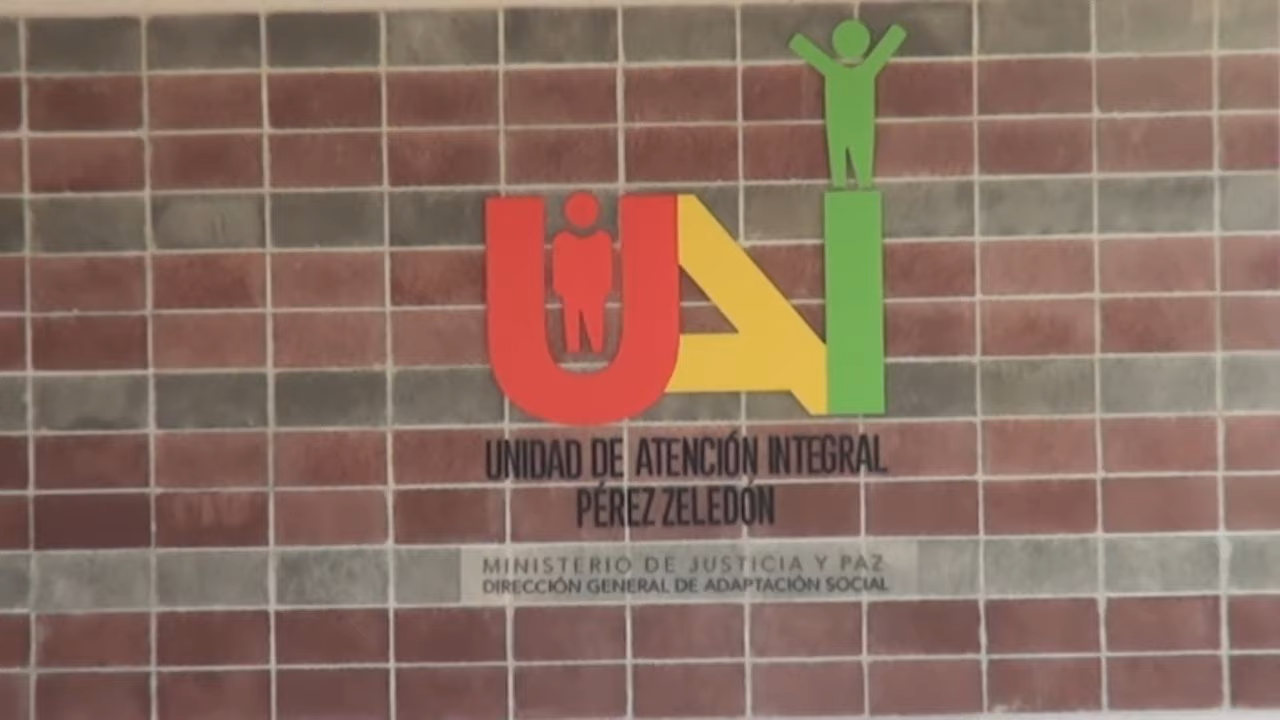 UAI
UNIDAD DE ATENCIÓN INTEGRAL
PÉREZ ZELEDÓN
MINISTERIO DE JUSTICIA Y PAZ
DIRECCIÓN GENERAL DE ADAPTACIÓN SOCIAL